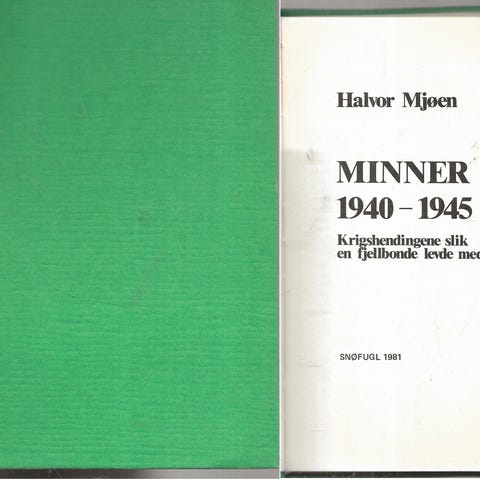 Halvor Mjøen
MINNER
1940 – 1945
Krigshendingene slik
en fjellbonde levde med
SNØFUGL 1981